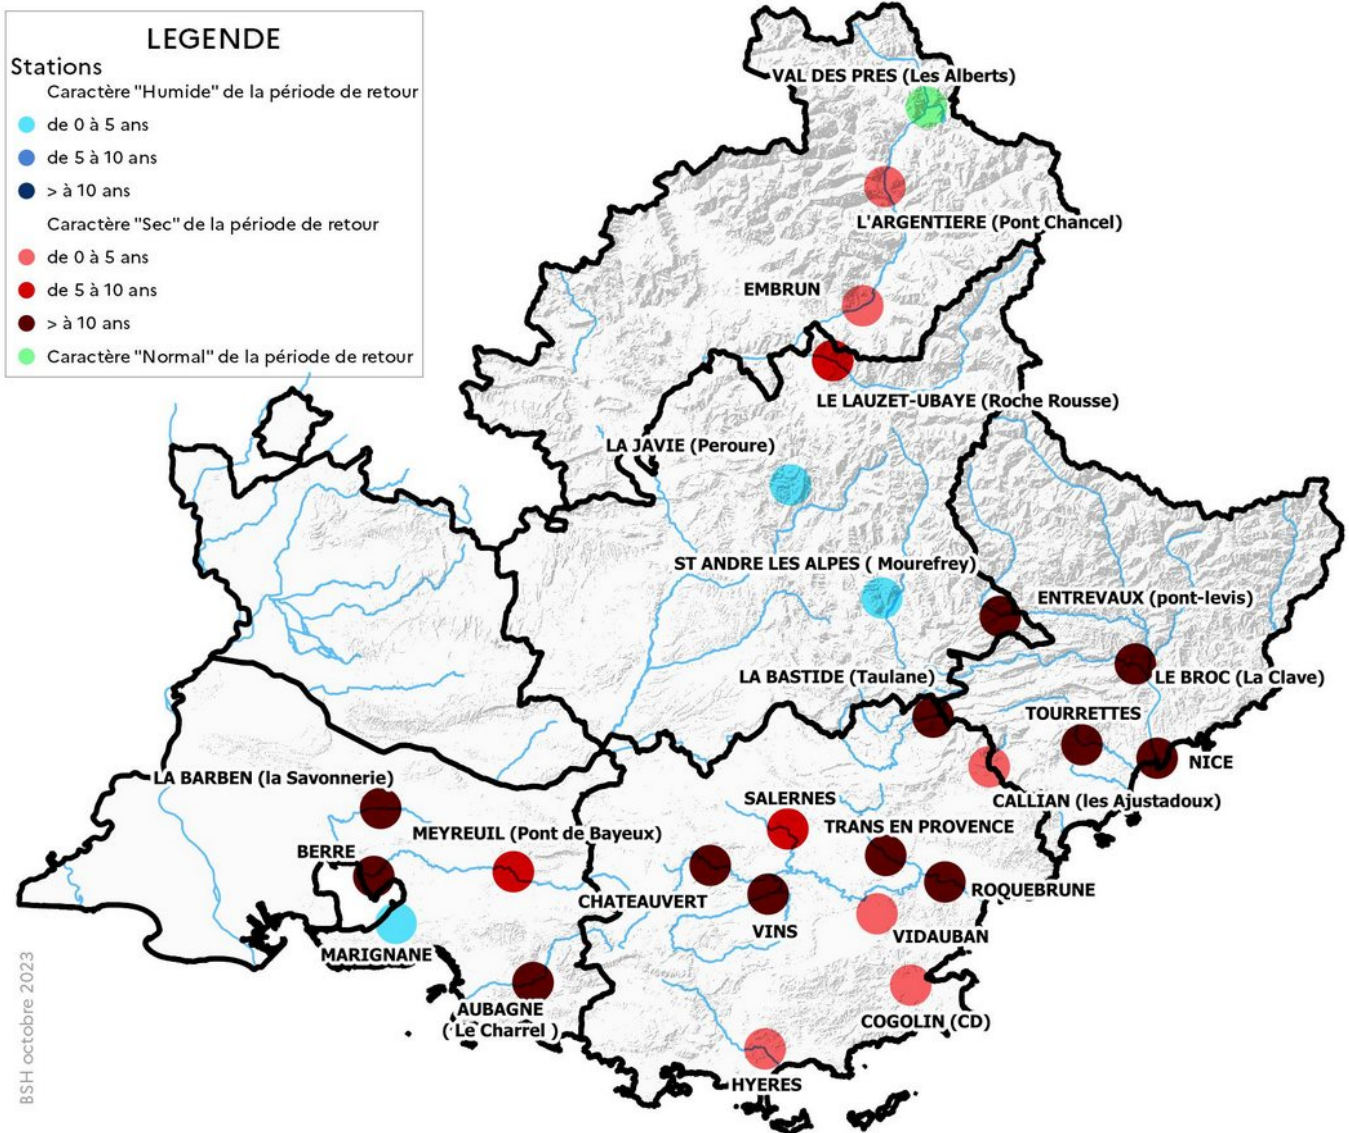 LEGENDE
Stations
Caractère "Humide" de la période de retour
de 0 à 5 ans
de 5 à 10 ans
> à 10 ans
Caractère "Sec" de la période de retour
de 0 à 5 ans
de 5 à 10 ans
> à 10 ans
Caractère "Normal" de la période de retour
VAL DES PRES (Les Alberts)
L'ARGENTIERE (Pont Chancel)
EMBRUN
LE LAUZET-UBAYE (Roche Rousse)
LA JAVIE (Peroure)
ST ANDRE LES ALPES ( Mourefrey)
ENTREVAUX (pont-levis)
LA BASTIDE (Taulane)
LE BROC (La Clave)
TOURRETTES
NICE
LA BARBEN (la Savonnerie)
CALLIAN (les Ajustadoux)
SALERNES
MEYREUIL (Pont de Bayeux)
TRANS EN PROVENCE
BERRE
ROQUEBRUNE
CHATEAUVERT
VINS
VIDAUBAN
MARIGNANE
AUBAGNE
( Le Charrel )
COGOLIN (CD)
HYERES
BSH octobre 2023